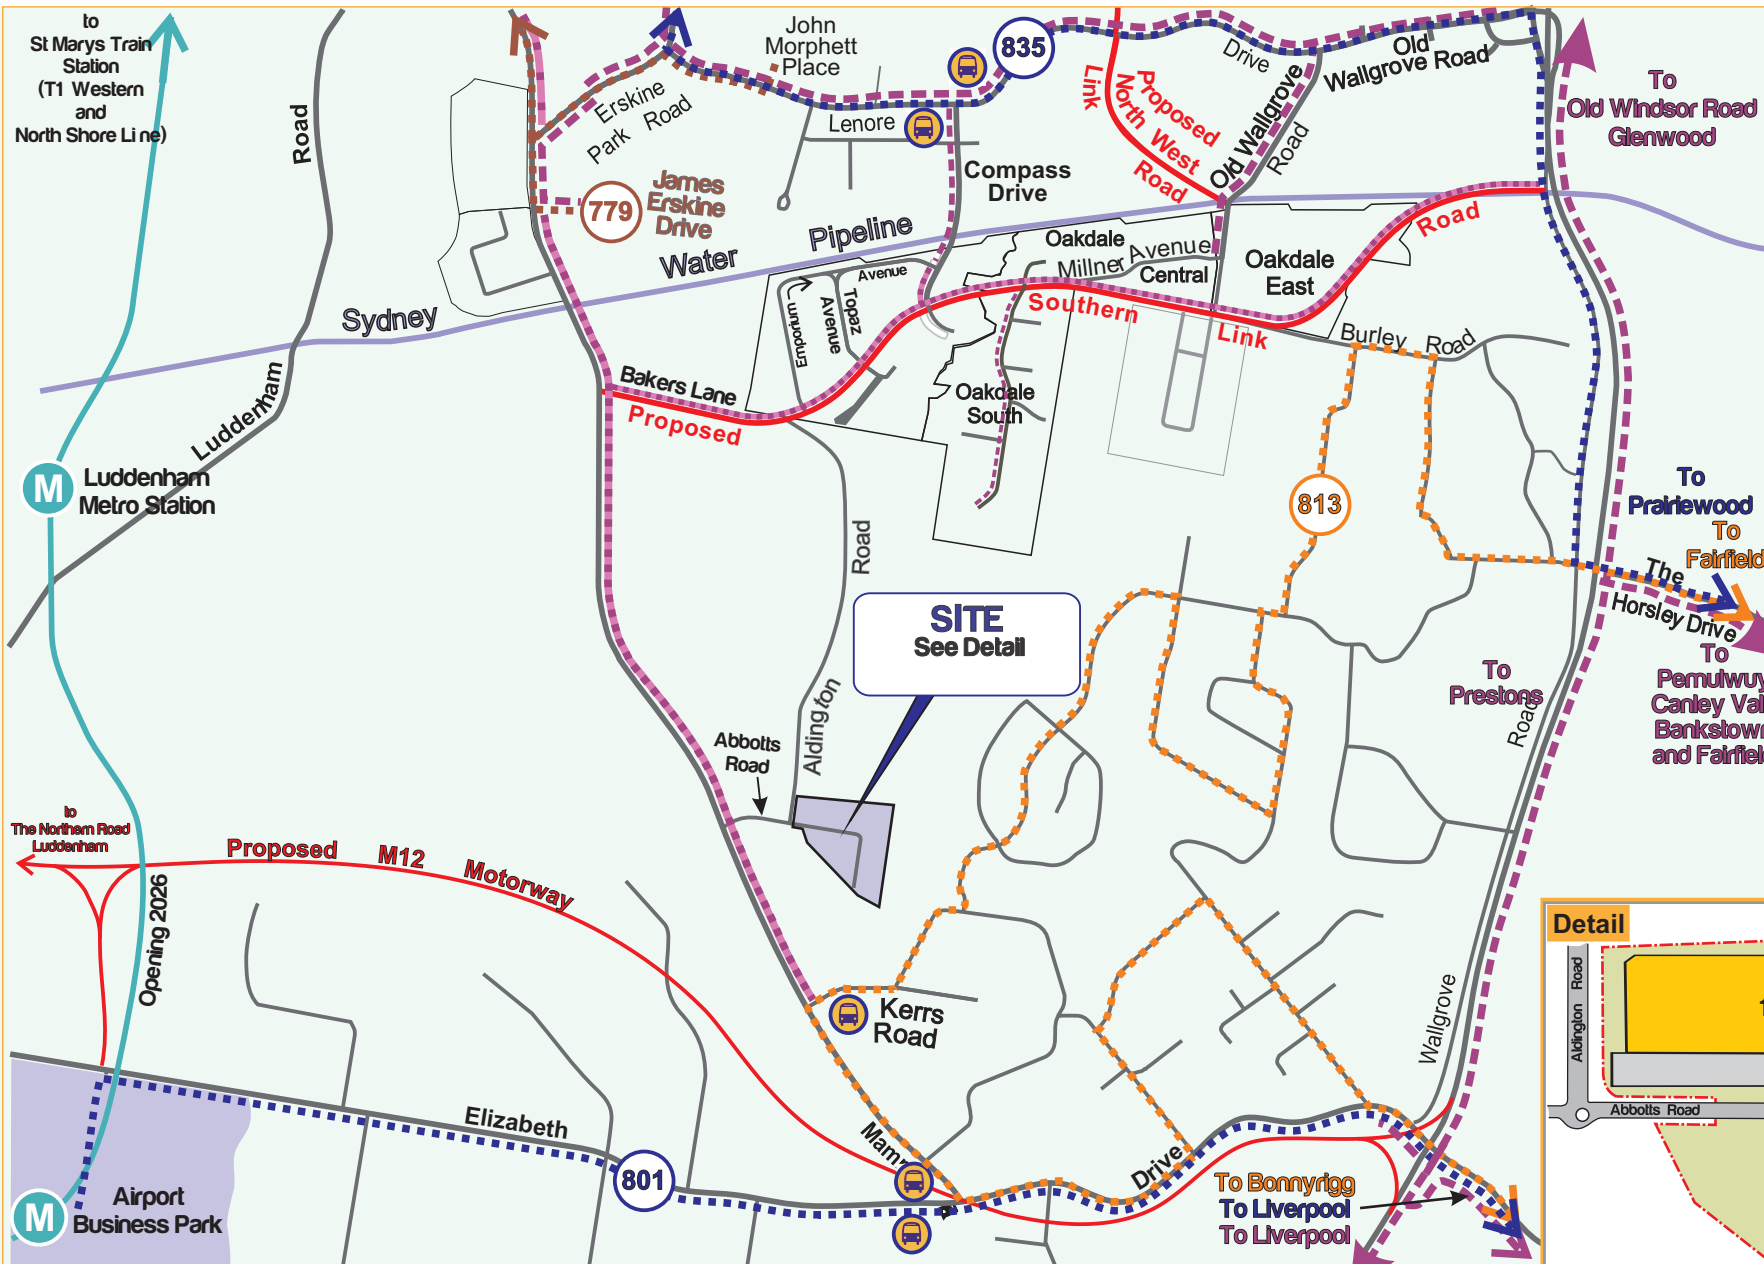 to
St Marys Train
Station
(T1 Western
and
North Shore Line)
Road
Luddenham
John
Morphett
Place
Erskine
Park Road
Lenore
835
Drive
Old
Wallgrove Road
Old Wallgrove
Road
Proposed
North West
Link
Road
To
Old Windsor Road
Glenwood
779
James
Erskine
Drive
Compass
Drive
Sydney
Water
Pipeline
Avenue
Emporium
Avenue
Topaz
Oakdale
Central
Millner Avenue
Oakdale
East
Oakdale
South
Bakers Lane
Proposed
Southern
Link
Road
Burley Road
M
Luddenham
Metro Station
813
To
Prairiewood
To
Fairfield
The
Horsley Drive
To
Pemulwuy
Canley Val
Bankstow
and Fairfiel
To
Prestons
Road
Wallgrove
Road
Aldington
SITE
See Detail
Abbotts
Road
to
The Northern Road
Luddenham
Proposed M12 Motorway
Opening 2026
Kerrs
Road
Elizabeth
Drive
801
Mam
M
Airport
Business Park
To Bonnyrigg
To Liverpool
To Liverpool
Detail
Aldington Road
Abbotts Road